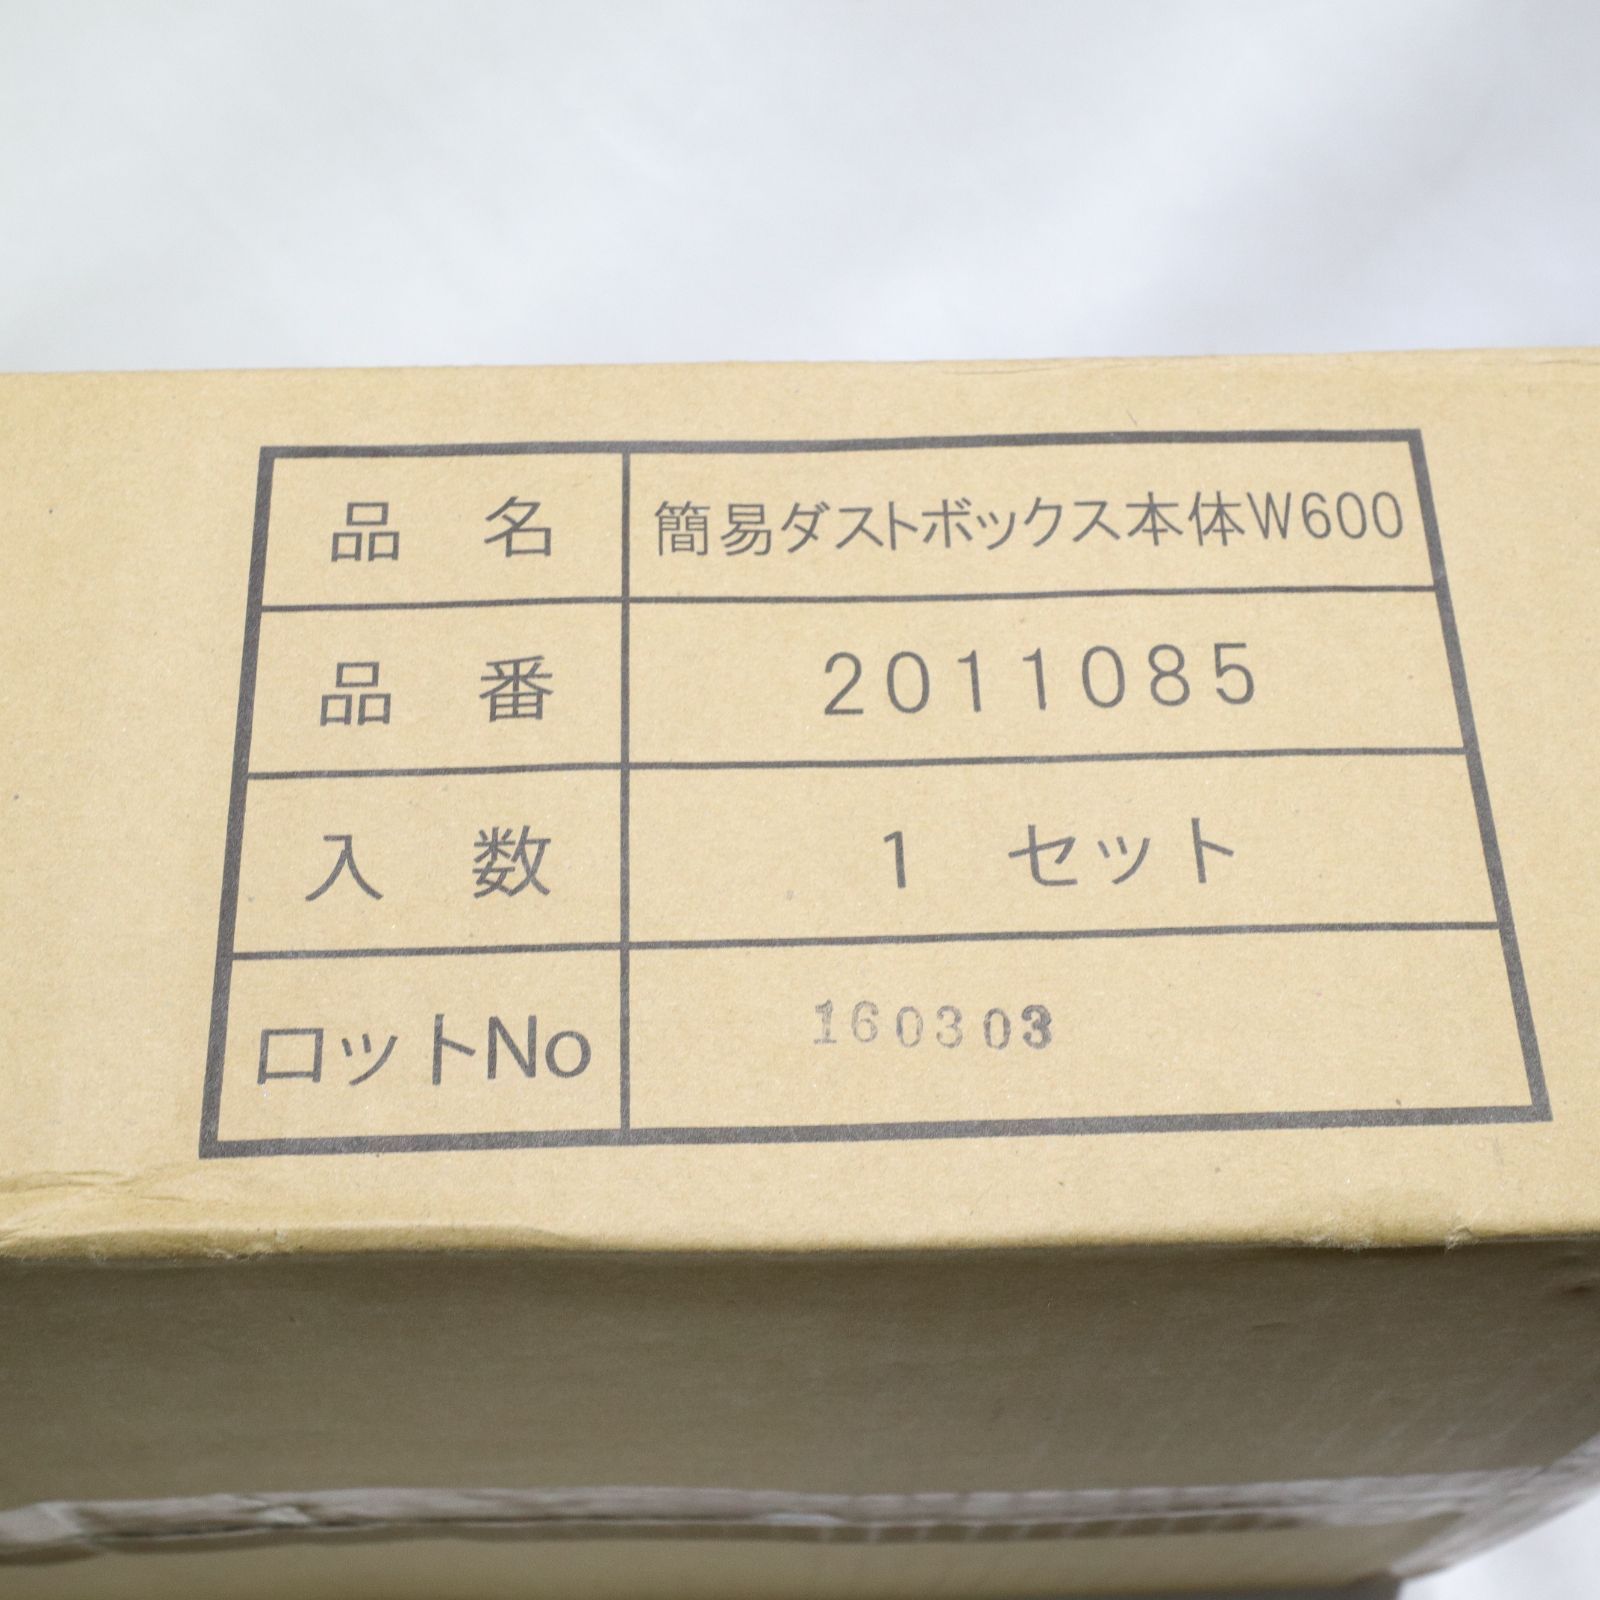 品　名 簡易ダストボックス本体W600
品　番 2011085
入　数 1　セット
ロットNo 160303